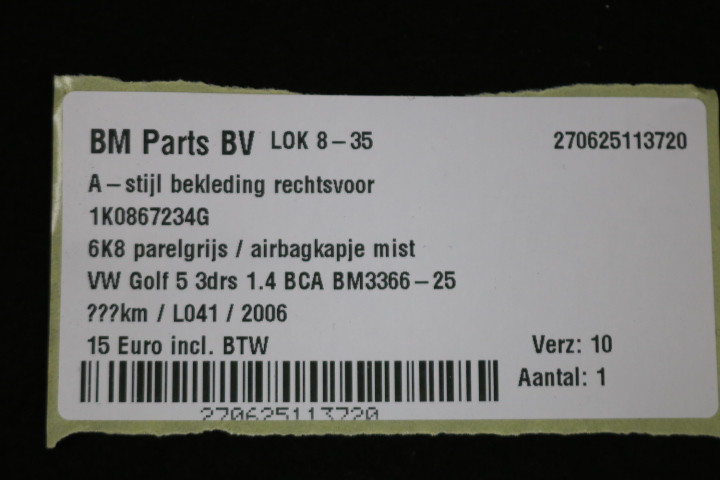 BM Parts BV LOK 8-35 270625113720
A-stijl bekleding rechtsvoor
1K0867234G
6K8 parelgrijs / airbagkapje mist
VW Golf 5 3drs 1.4 BCA BM3366-25
???km / L041 / 2006
15 Euro incl. BTW Verz: 10
Aantal: 1
270625113720